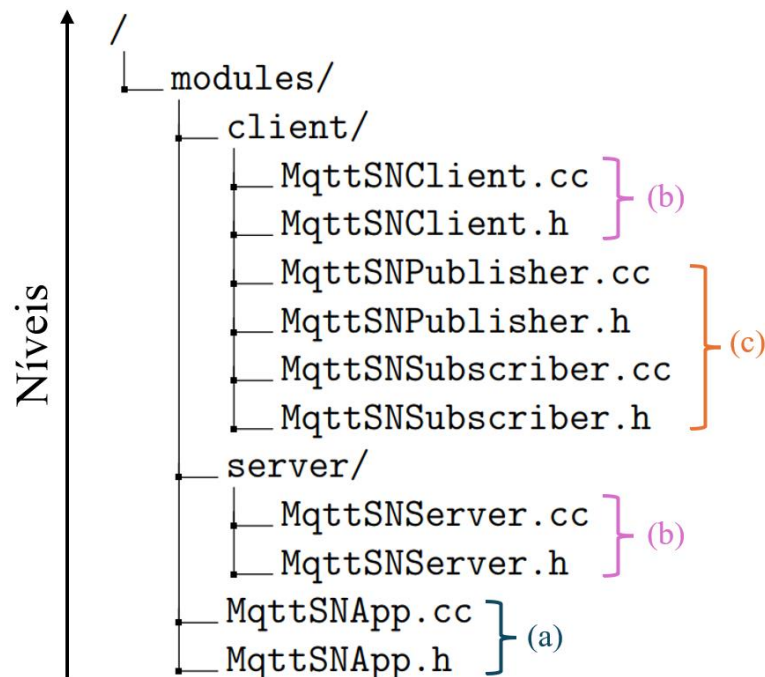 /
modules/
client/
MqttSNClient.cc
(b)
MqttSNClient.h
MqttSNPublisher.cc
MqttSNPublisher.h
(c)
MqttSNSubscriber.cc
MqttSNSubscriber.h
server/
MqttSNServer.cc
(b)
MqttSNServer.h
MqttSNApp.cc
(a)
MqttSNApp.h
Níveis